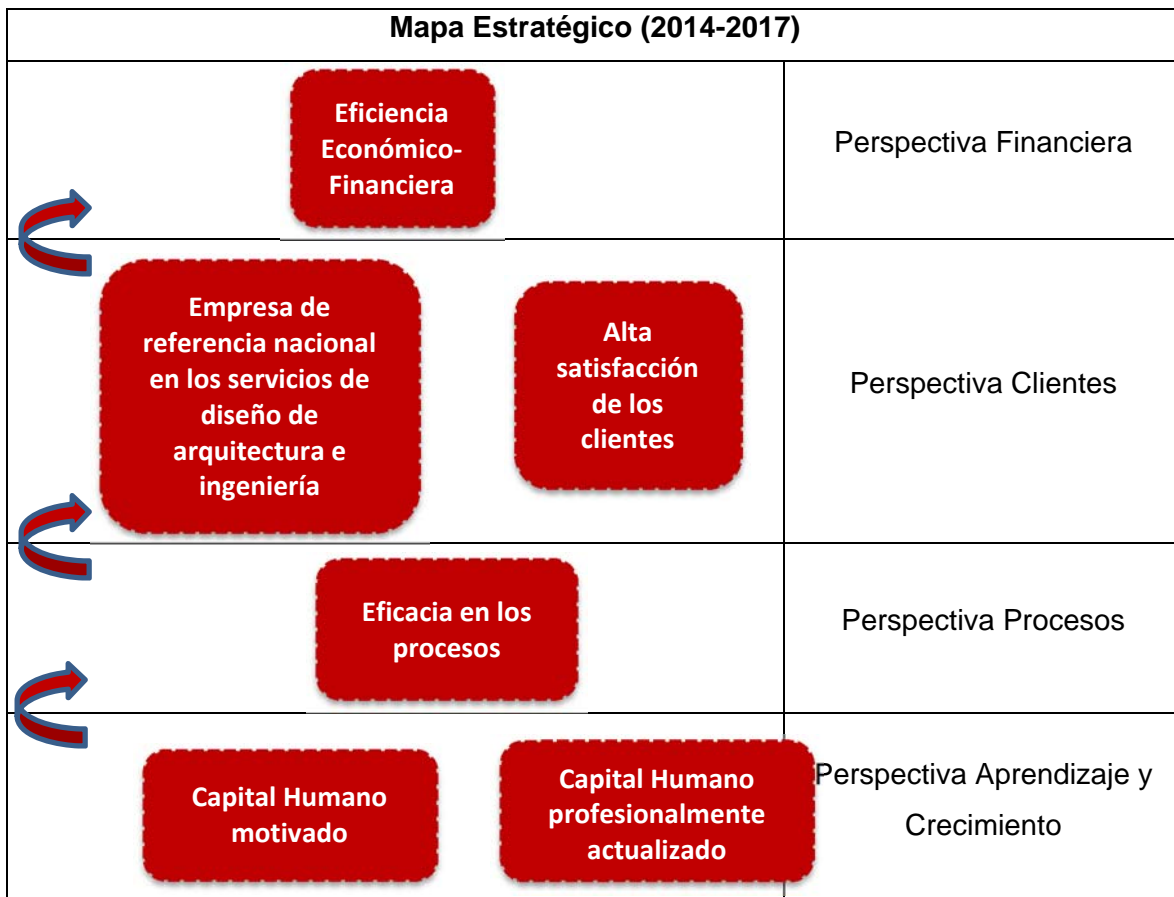 Mapa Estratégico (2014-2017)
Eficiencia
Económico-
Financiera
Perspectiva Financiera
Empresa de
referencia nacional
en los servicios de
diseño de
arquitectura e
ingeniería
Alta
satisfacción
de los
clientes
Perspectiva Clientes
Eficacia en los
procesos
Perspectiva Procesos
Capital Humano
motivado
Capital Humano
profesionalmente
actualizado
Perspectiva Aprendizaje y
Crecimiento